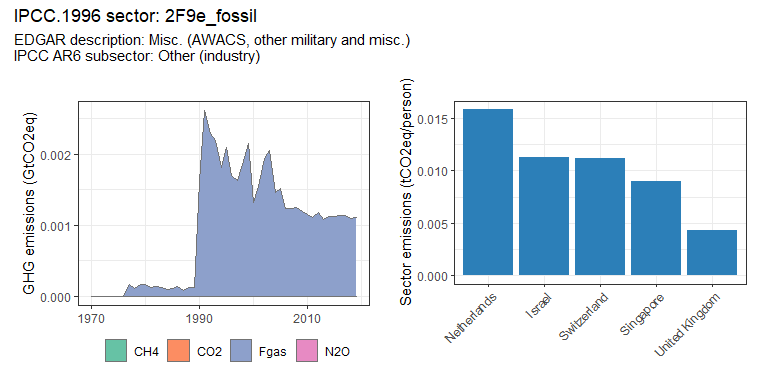 IPCC.1996 sector: 2F9e_fossil
EDGAR description: Misc. (AWACS, other military and misc.)
IPCC AR6 subsector: Other (industry)
GHG emissions (GtCO2eq)
0.002
0.001
0.000
1970
1990
2010
CH4
CO2
Fgas
N2O
Sector emissions (tCO2eq/person)
0.015
0.010
0.005
0.000
Netherlands
Israel
Switzerland
Singapore
United Kingdom